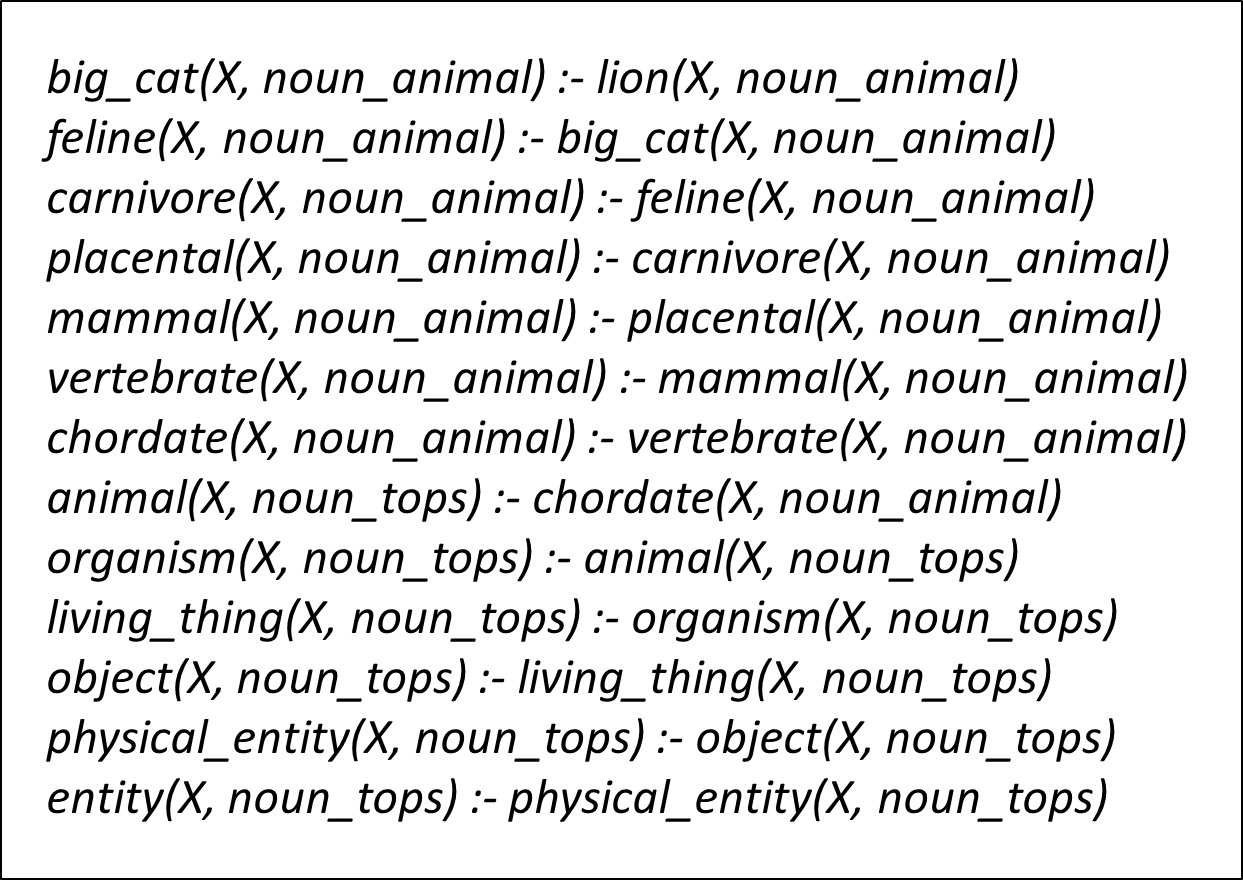 big_cat(X, noun_animal) :- lion(X, noun_animal)
feline(X, noun_animal) :- big_cat(X, noun_animal)
carnivore(X, noun_animal) :- feline(X, noun_animal)
placental(X, noun_animal) :- carnivore(X, noun_animal)
mammal(X, noun_animal) :- placental(X, noun_animal)
vertebrate(X, noun_animal) :- mammal(X, noun_animal)
chordate(X, noun_animal) :- vertebrate(X, noun_animal)
animal(X, noun_tops) :- chordate(X, noun_animal)
organism(X, noun_tops) :- animal(X, noun_tops)
living_thing(X, noun_tops) :- organism(X, noun_tops)
object(X, noun_tops) :- living_thing(X, noun_tops)
physical_entity(X, noun_tops) :- object(X, noun_tops)
entity(X, noun_tops) :- physical_entity(X, noun_tops)